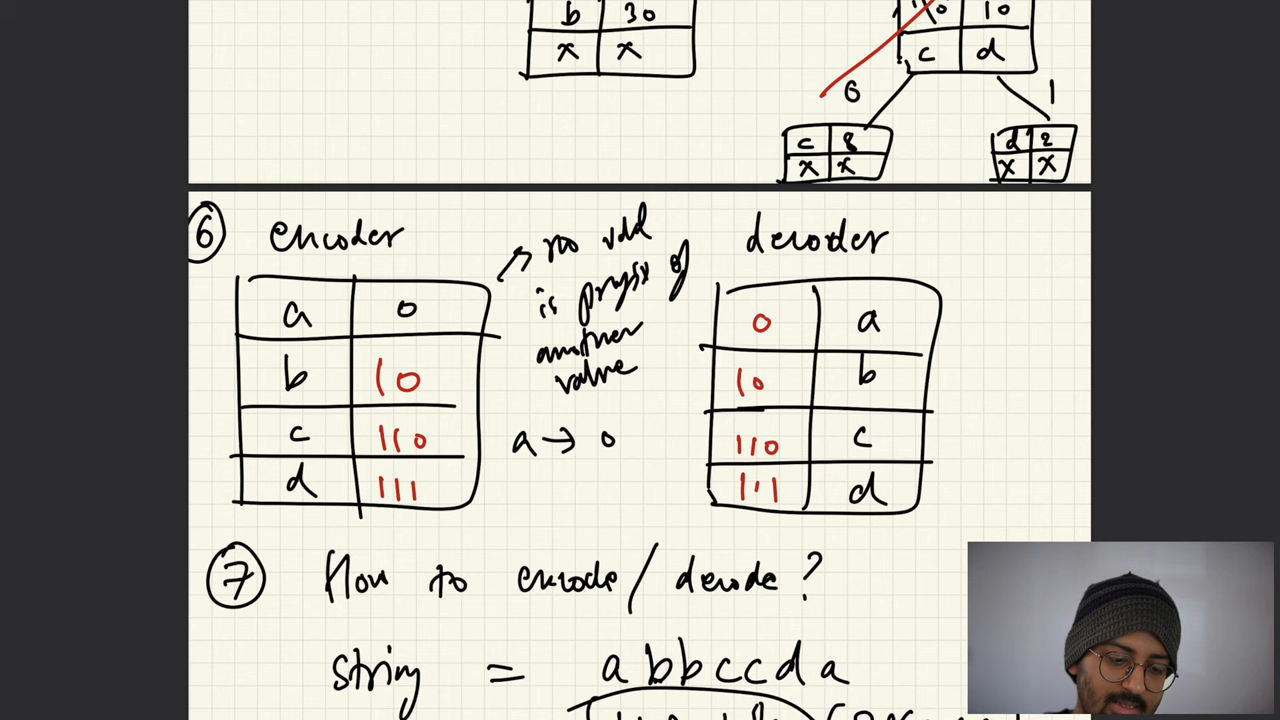 b 30
x x
10
c d
0 1
c 8
x x
d 2
x x
6 encoder
→ no
is prefix of
another
value
decoder
a 0
b 10
c 110
d 111
a → 0
0 a
10 b
110 c
111 d
7 How to encode/decode?
string = abbccda